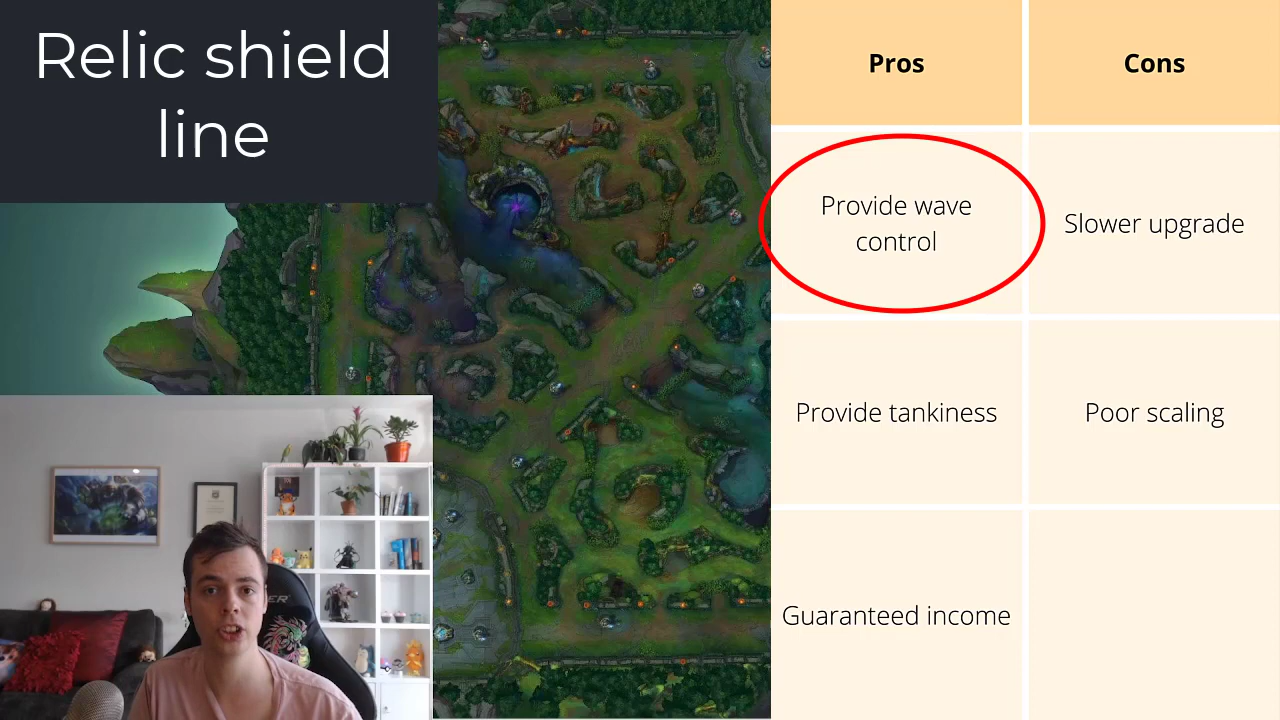 Relic shield
line
Pros
Cons
Provide wave
control
Slower upgrade
Provide tankiness
Poor scaling
Guaranteed income